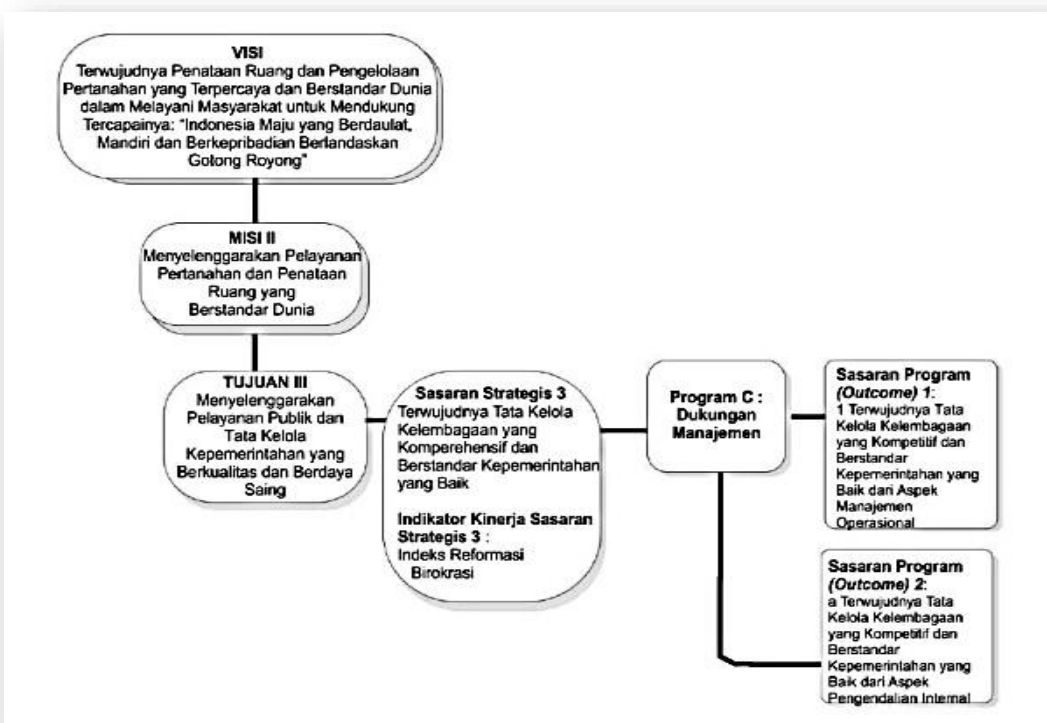 VISI
Terwujudnya Penataan Ruang dan Pengelolaan
Pertanahan yang Terpercaya dan Berstandar Dunia
dalam Melayani Masyarakat untuk Mendukung
Tercapainya: "Indonesia Maju yang Berdaulat,
Mandiri dan Berkepribadian Berlandaskan
Gotong Royong"
MISI II
Menyelenggarakan Pelayanan
Pertanahan dan Penataan
Ruang yang
Berstandar Dunia
TUJUAN III
Menyelenggarakan
Pelayanan Publik dan
Tata Kelola
Kepemerintahan yang
Berkualitas dan Berdaya
Saing
Sasaran Strategis 3
Terwujudnya Tata Kelola
Kelembagaan yang
Komperehensif dan
Berstandar Kepemerintahan
yang Baik
Indikator Kinerja Sasaran
Strategis 3 :
Indeks Reformasi
Birokrasi
Program C :
Dukungan
Manajemen
Sasaran Program
(Outcome) 1:
1 Terwujudnya Tata
Kelola Kelembagaan
yang Kompetitif dan
Berstandar
Kepemerintahan yang
Baik dari Aspek
Manajemen
Operasional
Sasaran Program
(Outcome) 2:
a Terwujudnya Tata
Kelola Kelembagaan
yang Kompetitif dan
Berstandar
Kepemerintahan yang
Baik dari Aspek
Pengendalian Internal